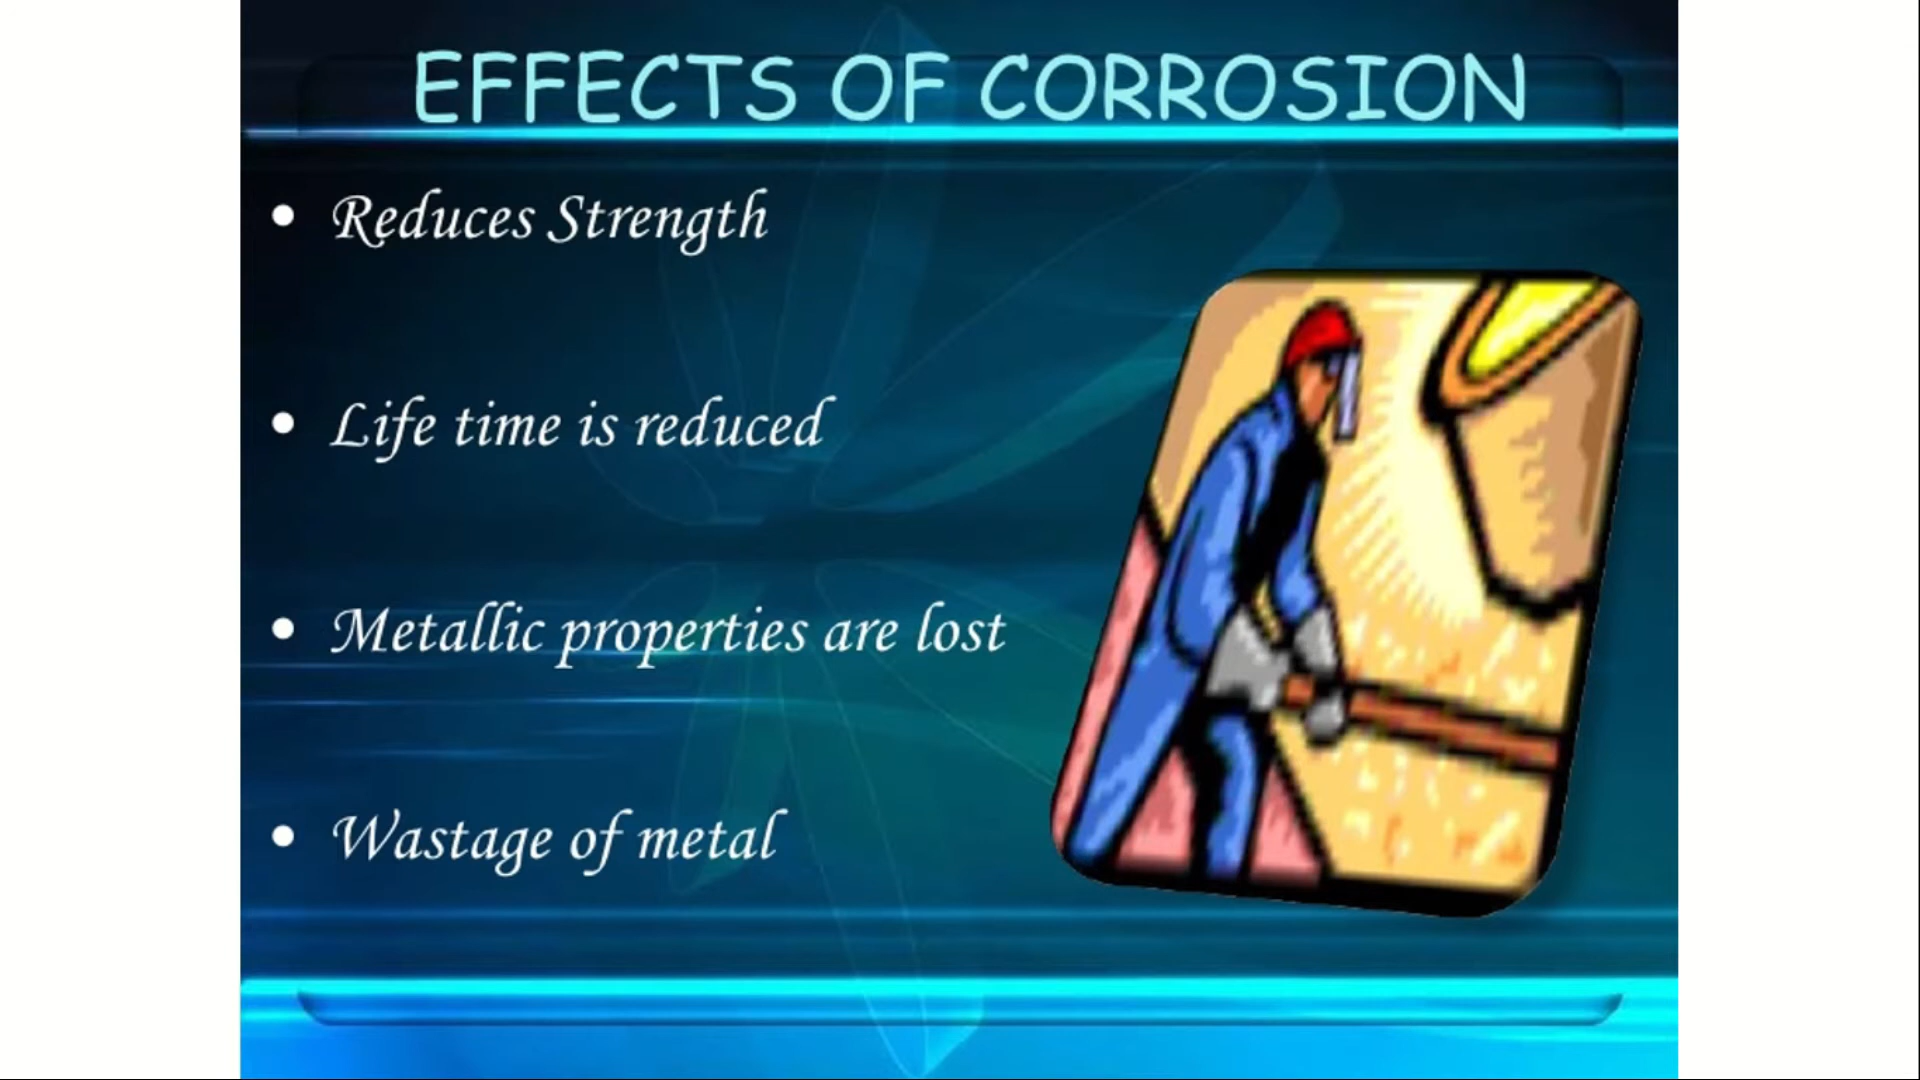 EFFECTS OF CORROSION
• Reduces Strength
• Life time is reduced
• Metallic properties are lost
• Wastage of metal